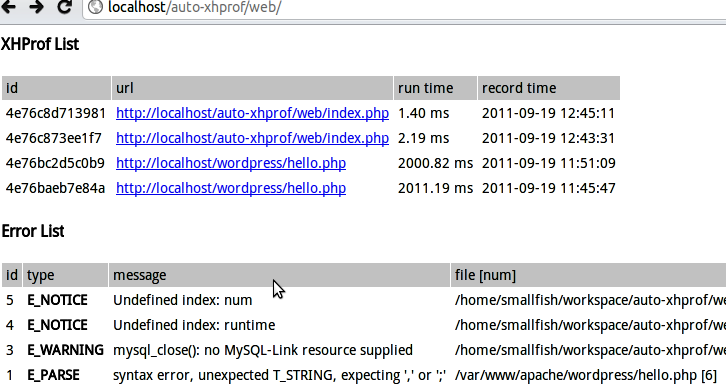 localhost/auto-xhprof/web/
XHProf List
id url run time record time
4e76c8d713981 http://localhost/auto-xhprof/web/index.php 1.40 ms 2011-09-19 12:45:11
4e76c873ee1f7 http://localhost/auto-xhprof/web/index.php 2.19 ms 2011-09-19 12:43:31
4e76bc2d5c0b9 http://localhost/wordpress/hello.php 2000.82 ms 2011-09-19 11:51:09
4e76baeb7e84a http://localhost/wordpress/hello.php 2011.19 ms 2011-09-19 11:45:47
Error List
id type message file [num]
5 E_NOTICE Undefined index: num /home/smallfish/workspace/auto-xhprof/we
4 E_NOTICE Undefined index: runtime /home/smallfish/workspace/auto-xhprof/we
3 E_WARNING mysql_close(): no MySQL-Link resource supplied /home/smallfish/workspace/auto-xhprof/we
1 E_PARSE syntax error, unexpected T_STRING, expecting ',' or ';' /var/www/apache/wordpress/hello.php [6]